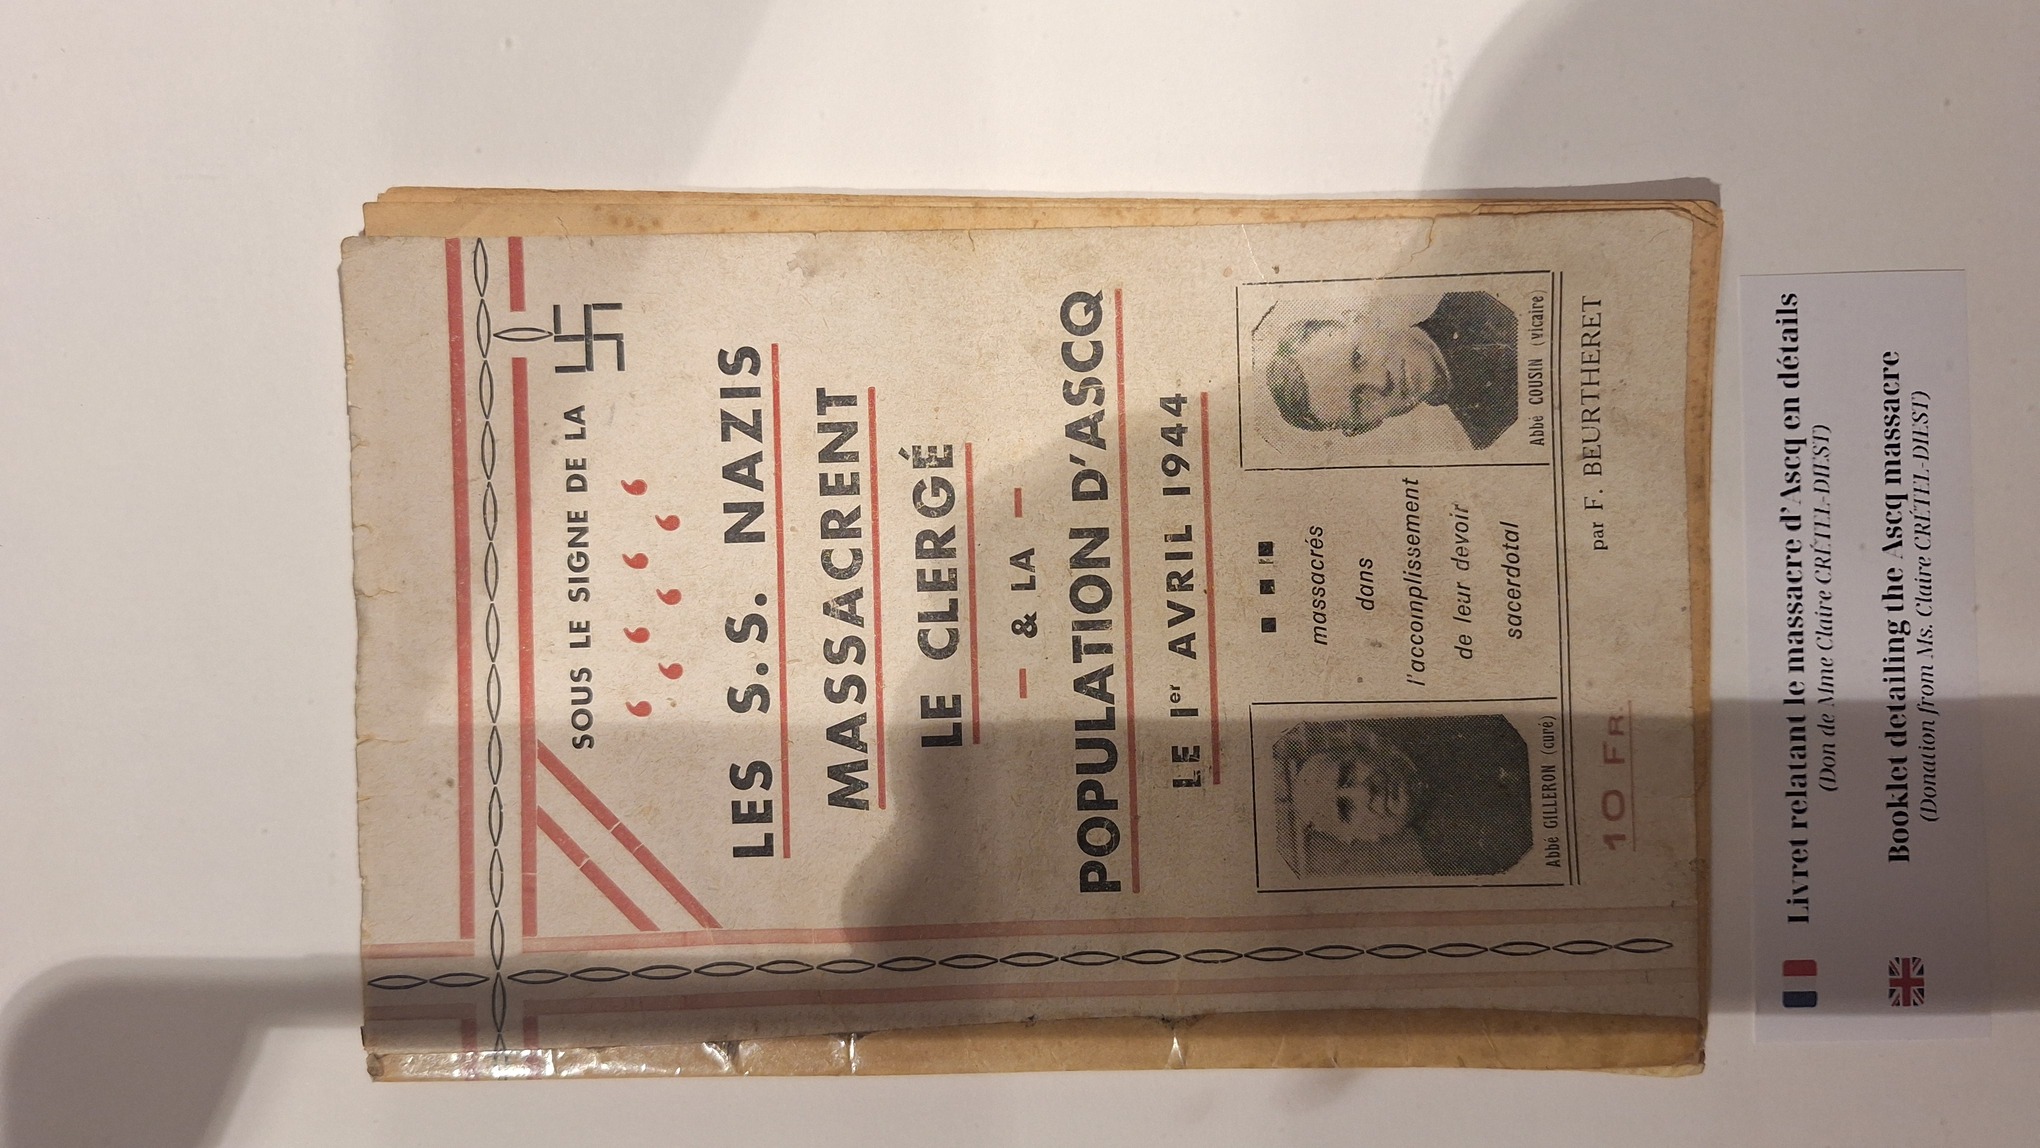 SOUS LE SIGNE DE LA
LES S.S. NAZIS
MASSACRENT
LE CLERGÉ
- & LA -
POPULATION D'ASCQ
LE 1er AVRIL 1944
massacrés
dans
l'accomplissement
de leur devoir
sacerdotal
Abbé GILLERON (curé)
Abbé COUSIN (vicaire)
par F. BEURTHERET
10 FR.
Livret relatant le massacre d'Ascq en détails
(Don de Mme Claire CRÉTEL-DIEST)
Booklet detailing the Ascq massacre
(Donation from Ms. Claire CRÉTEL-DIEST)